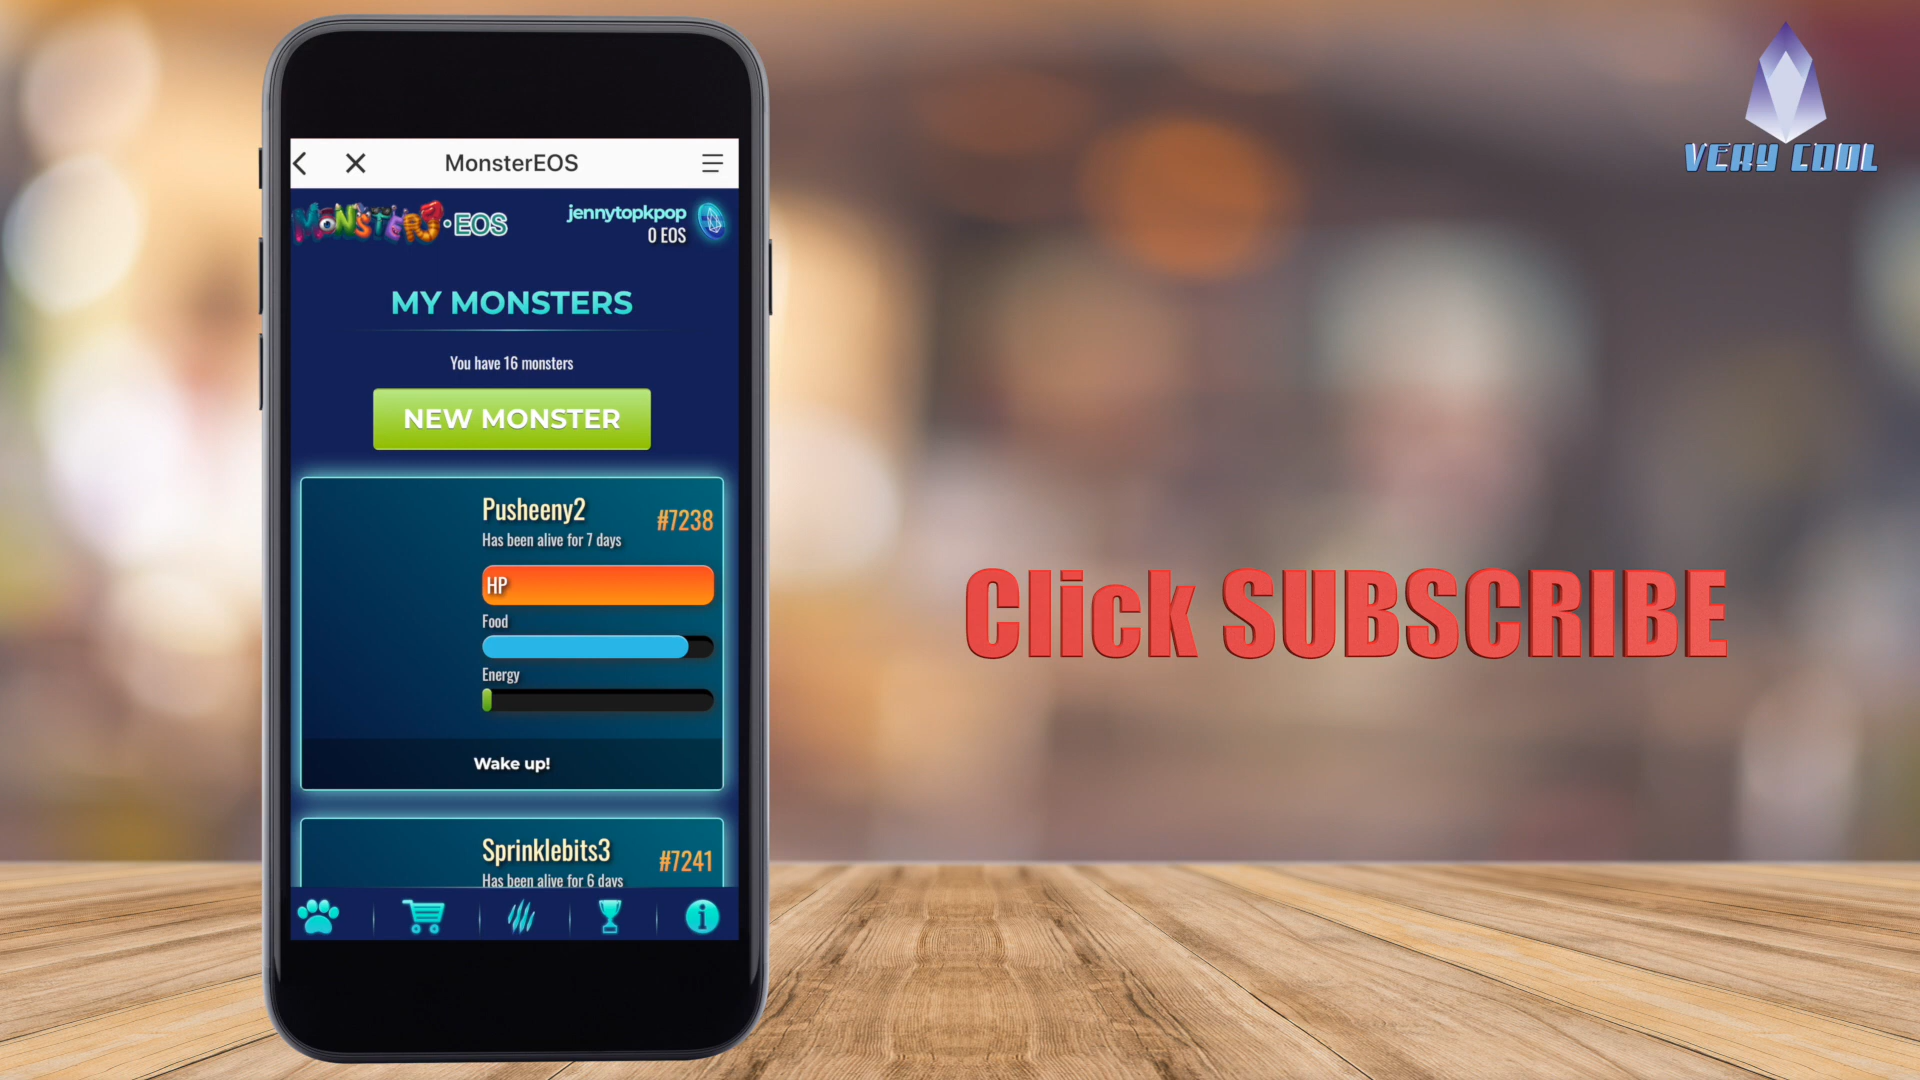 MonsterEOS
MONSTERS•EOS
jennytopkpop
0 EOS
MY MONSTERS
You have 16 monsters
NEW MONSTER
Pusheeny2
#7238
Has been alive for 7 days
HP
Food
Energy
Wake up!
Sprinklebits3
#7241
Has been alive for 6 days
Click SUBSCRIBE
VERY COOL